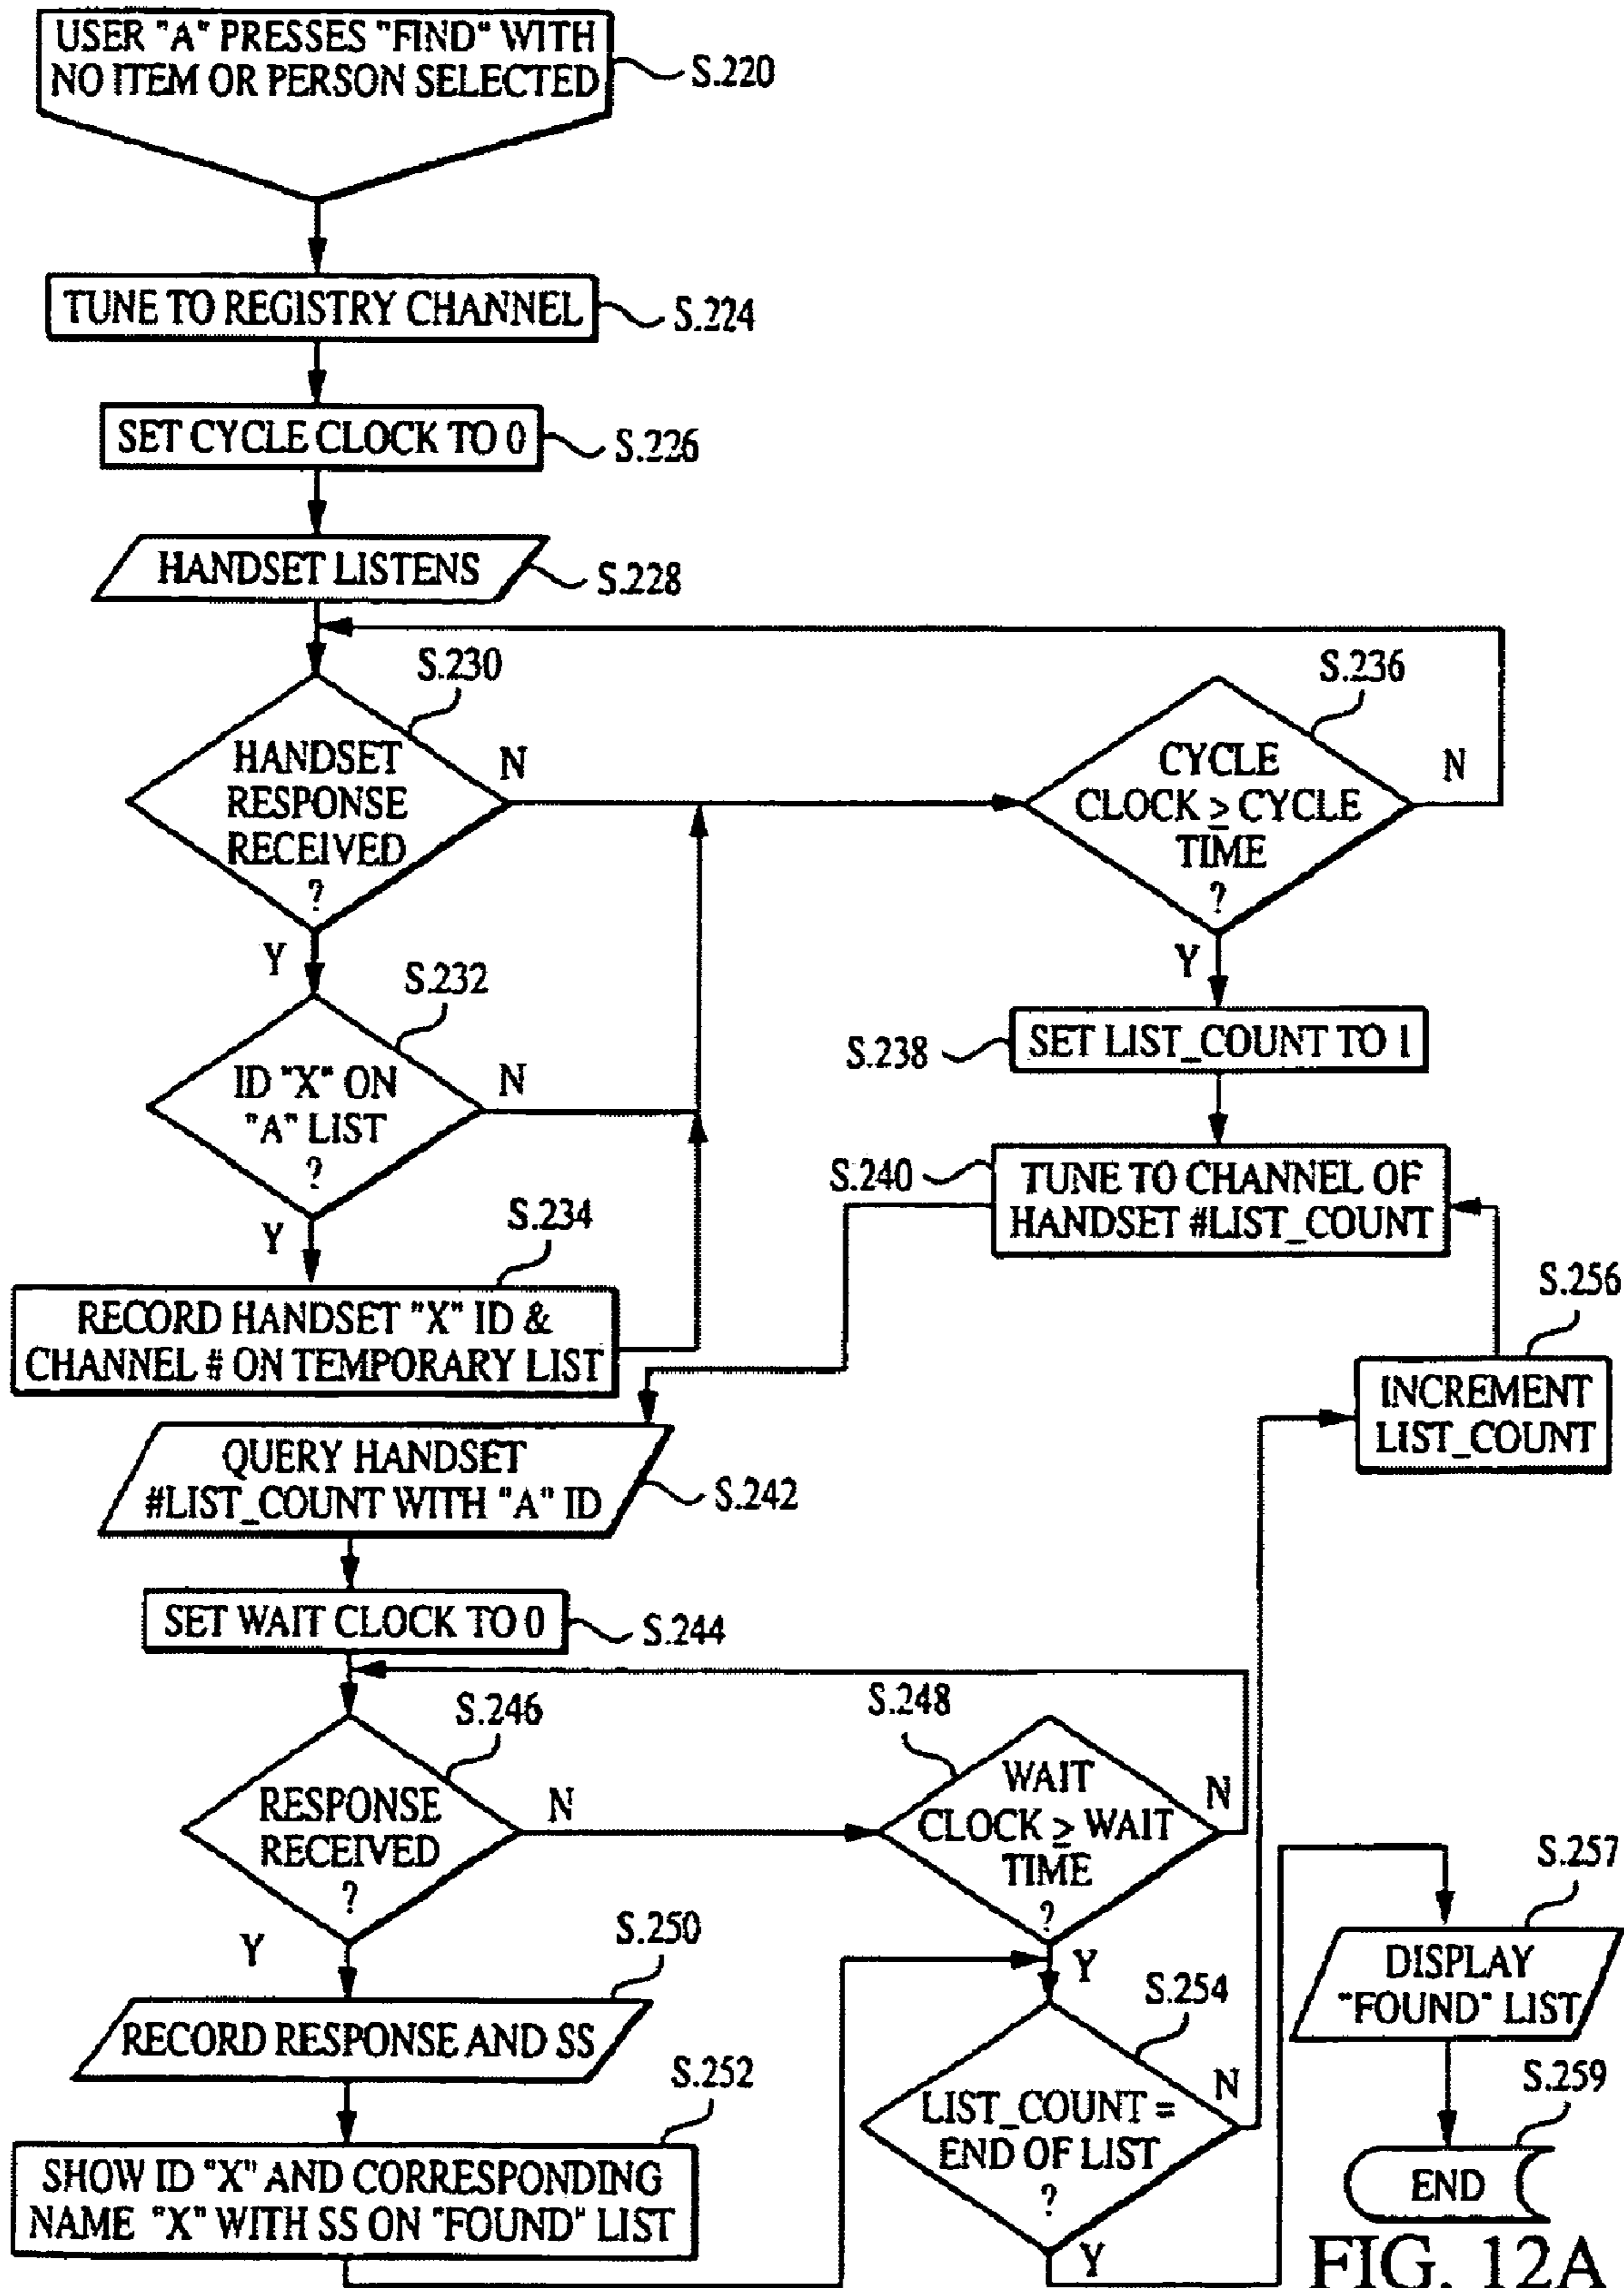 USER "A" PRESSES "FIND" WITH
NO ITEM OR PERSON SELECTED
S.220
TUNE TO REGISTRY CHANNEL
S.224
SET CYCLE CLOCK TO 0
S.226
HANDSET LISTENS
S.228
S.230
HANDSET
RESPONSE
RECEIVED
?
N
Y
S.236
CYCLE
CLOCK ≥ CYCLE
TIME
?
N
Y
S.232
ID "X" ON
"A" LIST
?
N
Y
S.238
SET LIST_COUNT TO 1
S.234
RECORD HANDSET "X" ID &
CHANNEL # ON TEMPORARY LIST
S.240
TUNE TO CHANNEL OF
HANDSET #LIST_COUNT
S.256
INCREMENT
LIST_COUNT
QUERY HANDSET
#LIST_COUNT WITH "A" ID
S.242
SET WAIT CLOCK TO 0
S.244
S.246
RESPONSE
RECEIVED
?
N
Y
S.248
WAIT
CLOCK ≥ WAIT
TIME
?
N
Y
S.250
RECORD RESPONSE AND SS
S.252
SHOW ID "X" AND CORRESPONDING
NAME "X" WITH SS ON "FOUND" LIST
S.254
LIST_COUNT =
END OF LIST
?
N
Y
S.257
DISPLAY
"FOUND" LIST
S.259
END
FIG. 12A